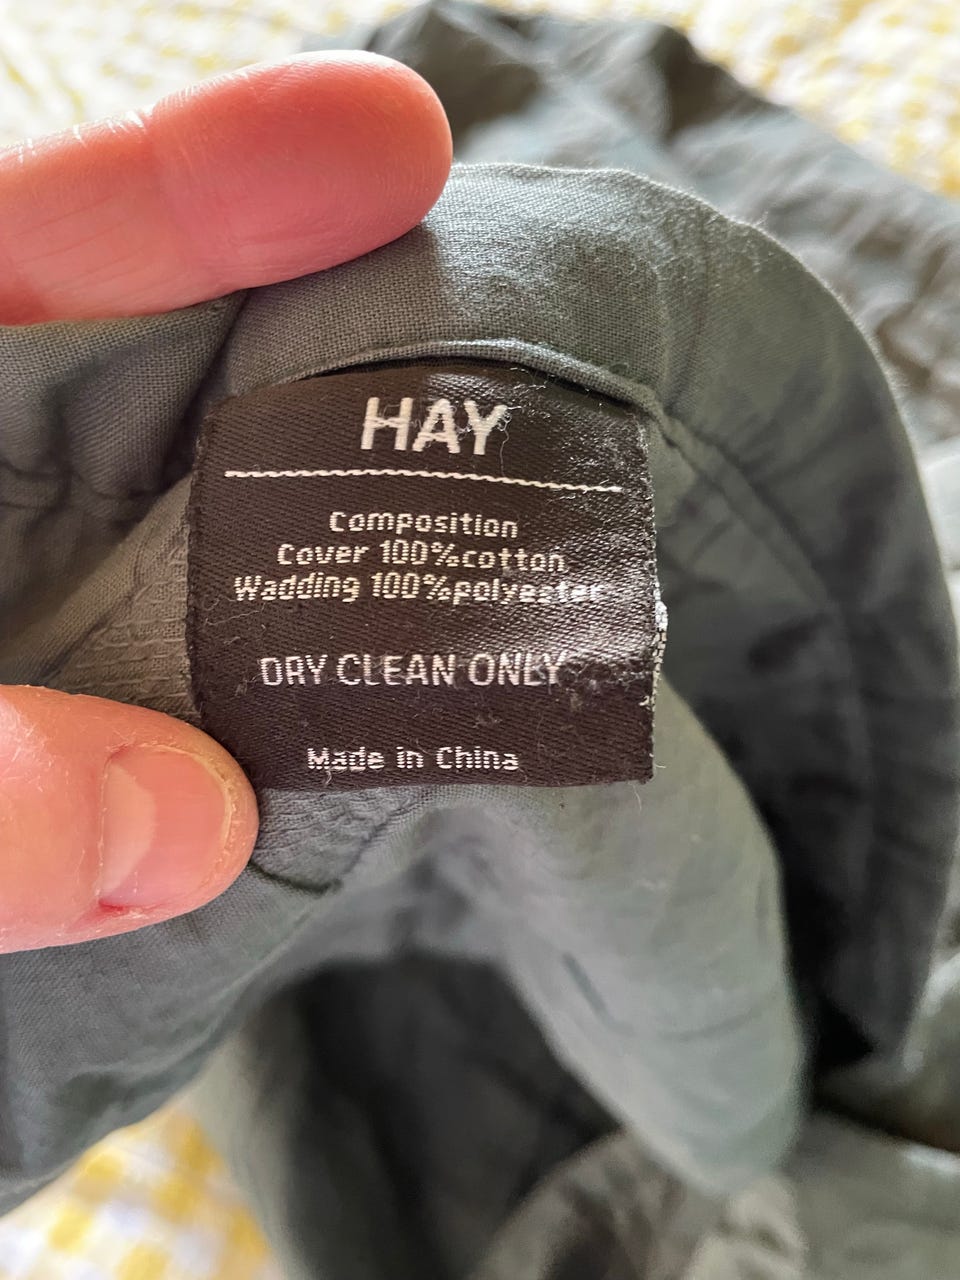 HAY
Composition
Cover 100%cotton
Wadding 100%polyester
DRY CLEAN ONLY
Made in China